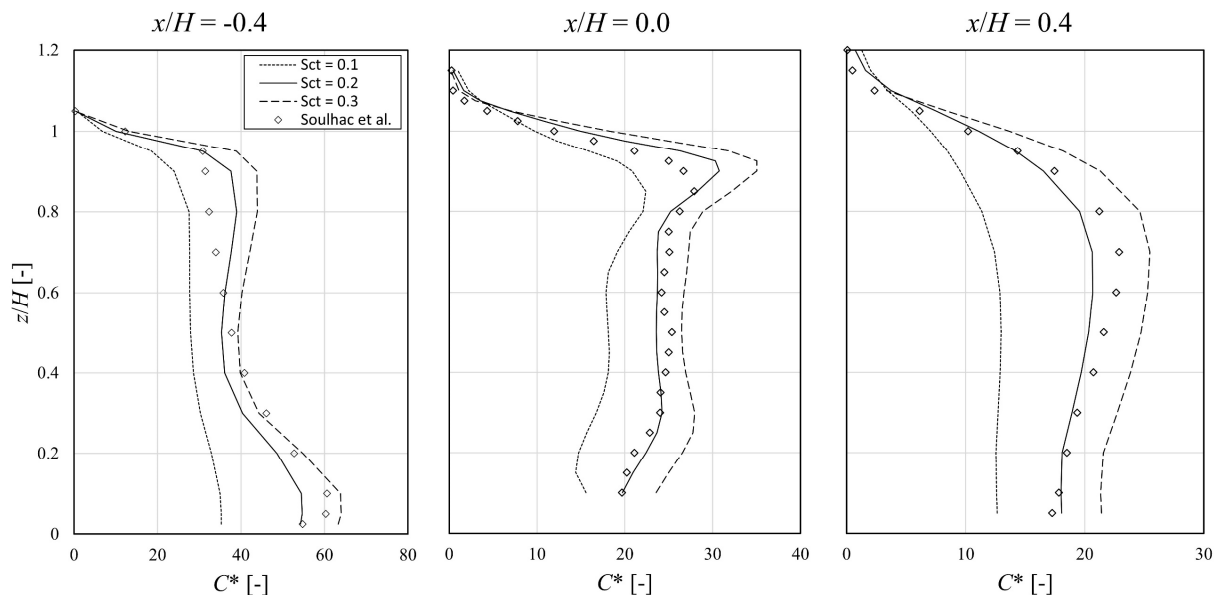 x/H = -0.4
x/H = 0.0
x/H = 0.4
1.2
1
0.8
0.6
0.4
0.2
0
z/H [-]
Sct = 0.1
Sct = 0.2
Sct = 0.3
Soulhac et al.
0 20 40 60 80
0 10 20 30 40
0 10 20 30
C* [-]
C* [-]
C* [-]